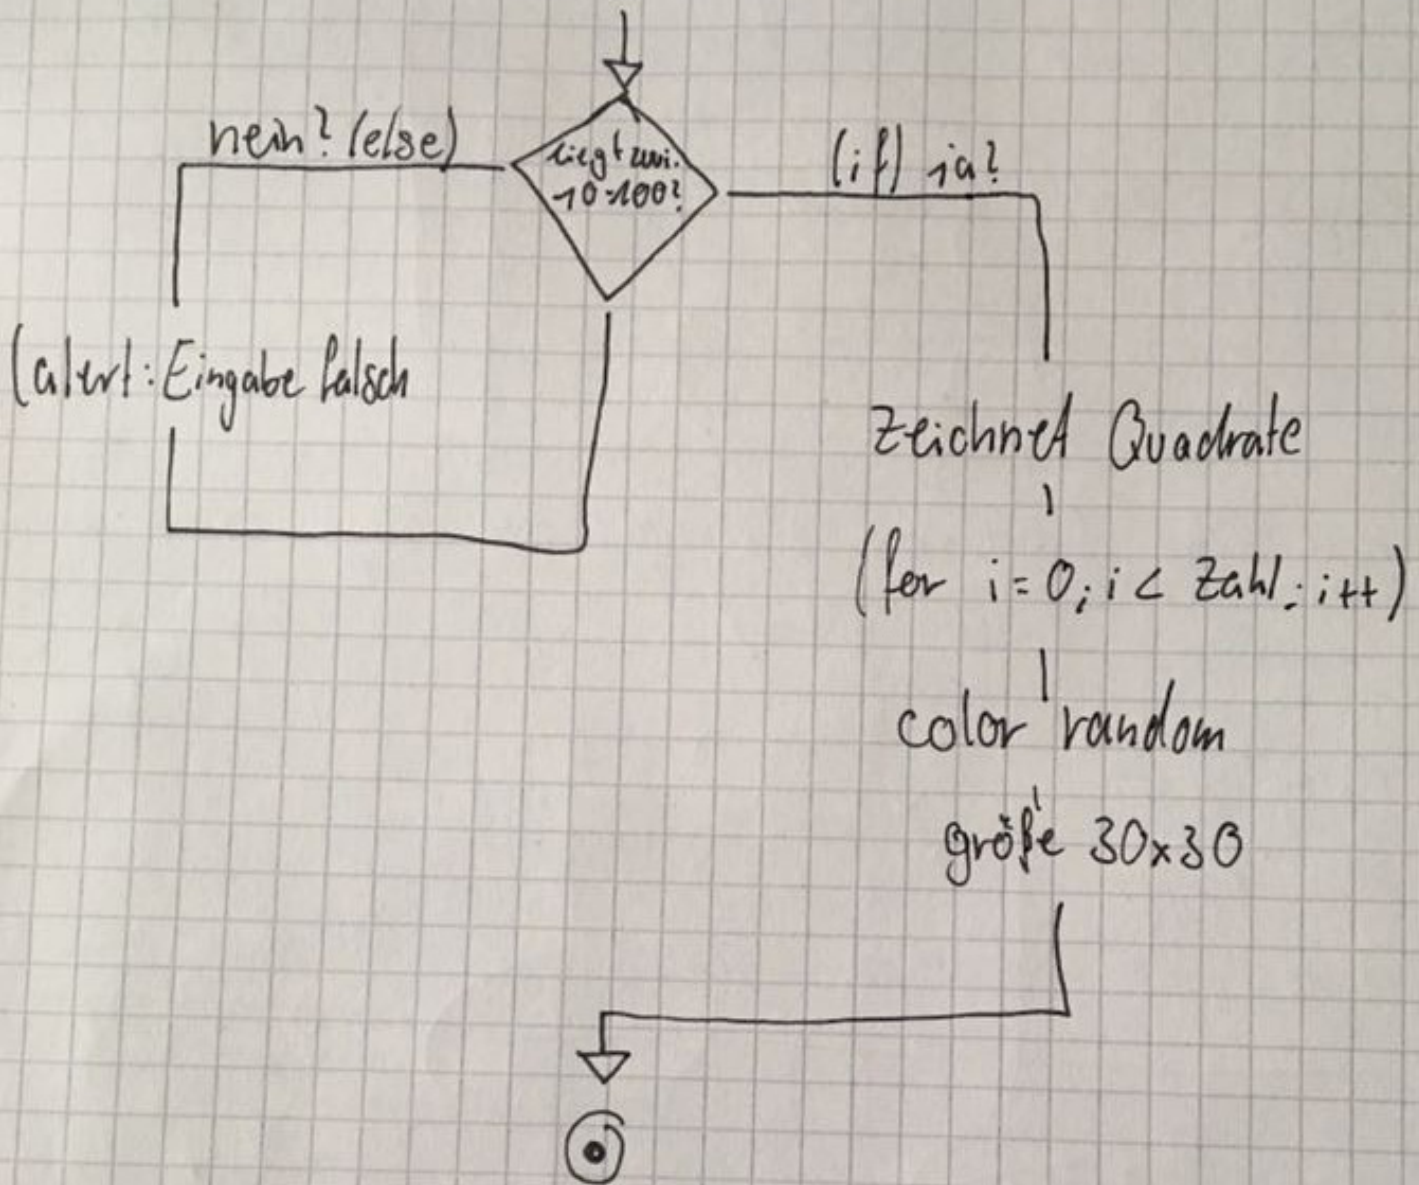 nein? (else)
liegt zwi.
10-100?
(if) ja?
(alert: Eingabe falsch
zeichnet Quadrate
(for i=0; i < Zahl; i++)
color random
größe 30x30